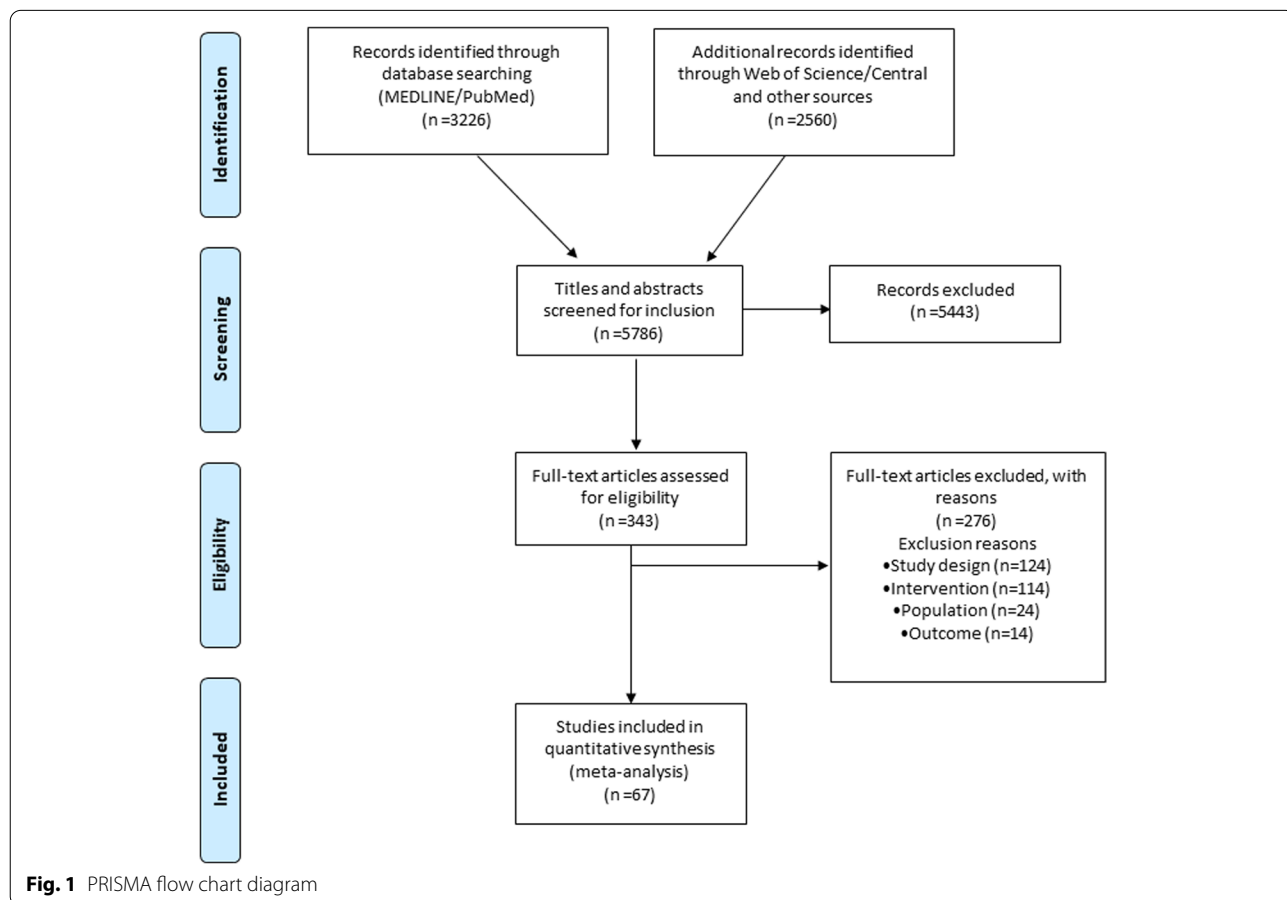 Identification
Records identified through
database searching
(MEDLINE/PubMed)
(n =3226)
Additional records identified
through Web of Science/Central
and other sources
(n =2560)
Screening
Titles and abstracts
screened for inclusion
(n =5786)
Records excluded
(n =5443)
Eligibility
Full-text articles assessed
for eligibility
(n =343)
Full-text articles excluded, with
reasons
(n =276)
Exclusion reasons
•Study design (n=124)
•Intervention (n=114)
•Population (n=24)
•Outcome (n=14)
Included
Studies included in
quantitative synthesis
(meta-analysis)
(n =67)
Fig. 1 PRISMA flow chart diagram